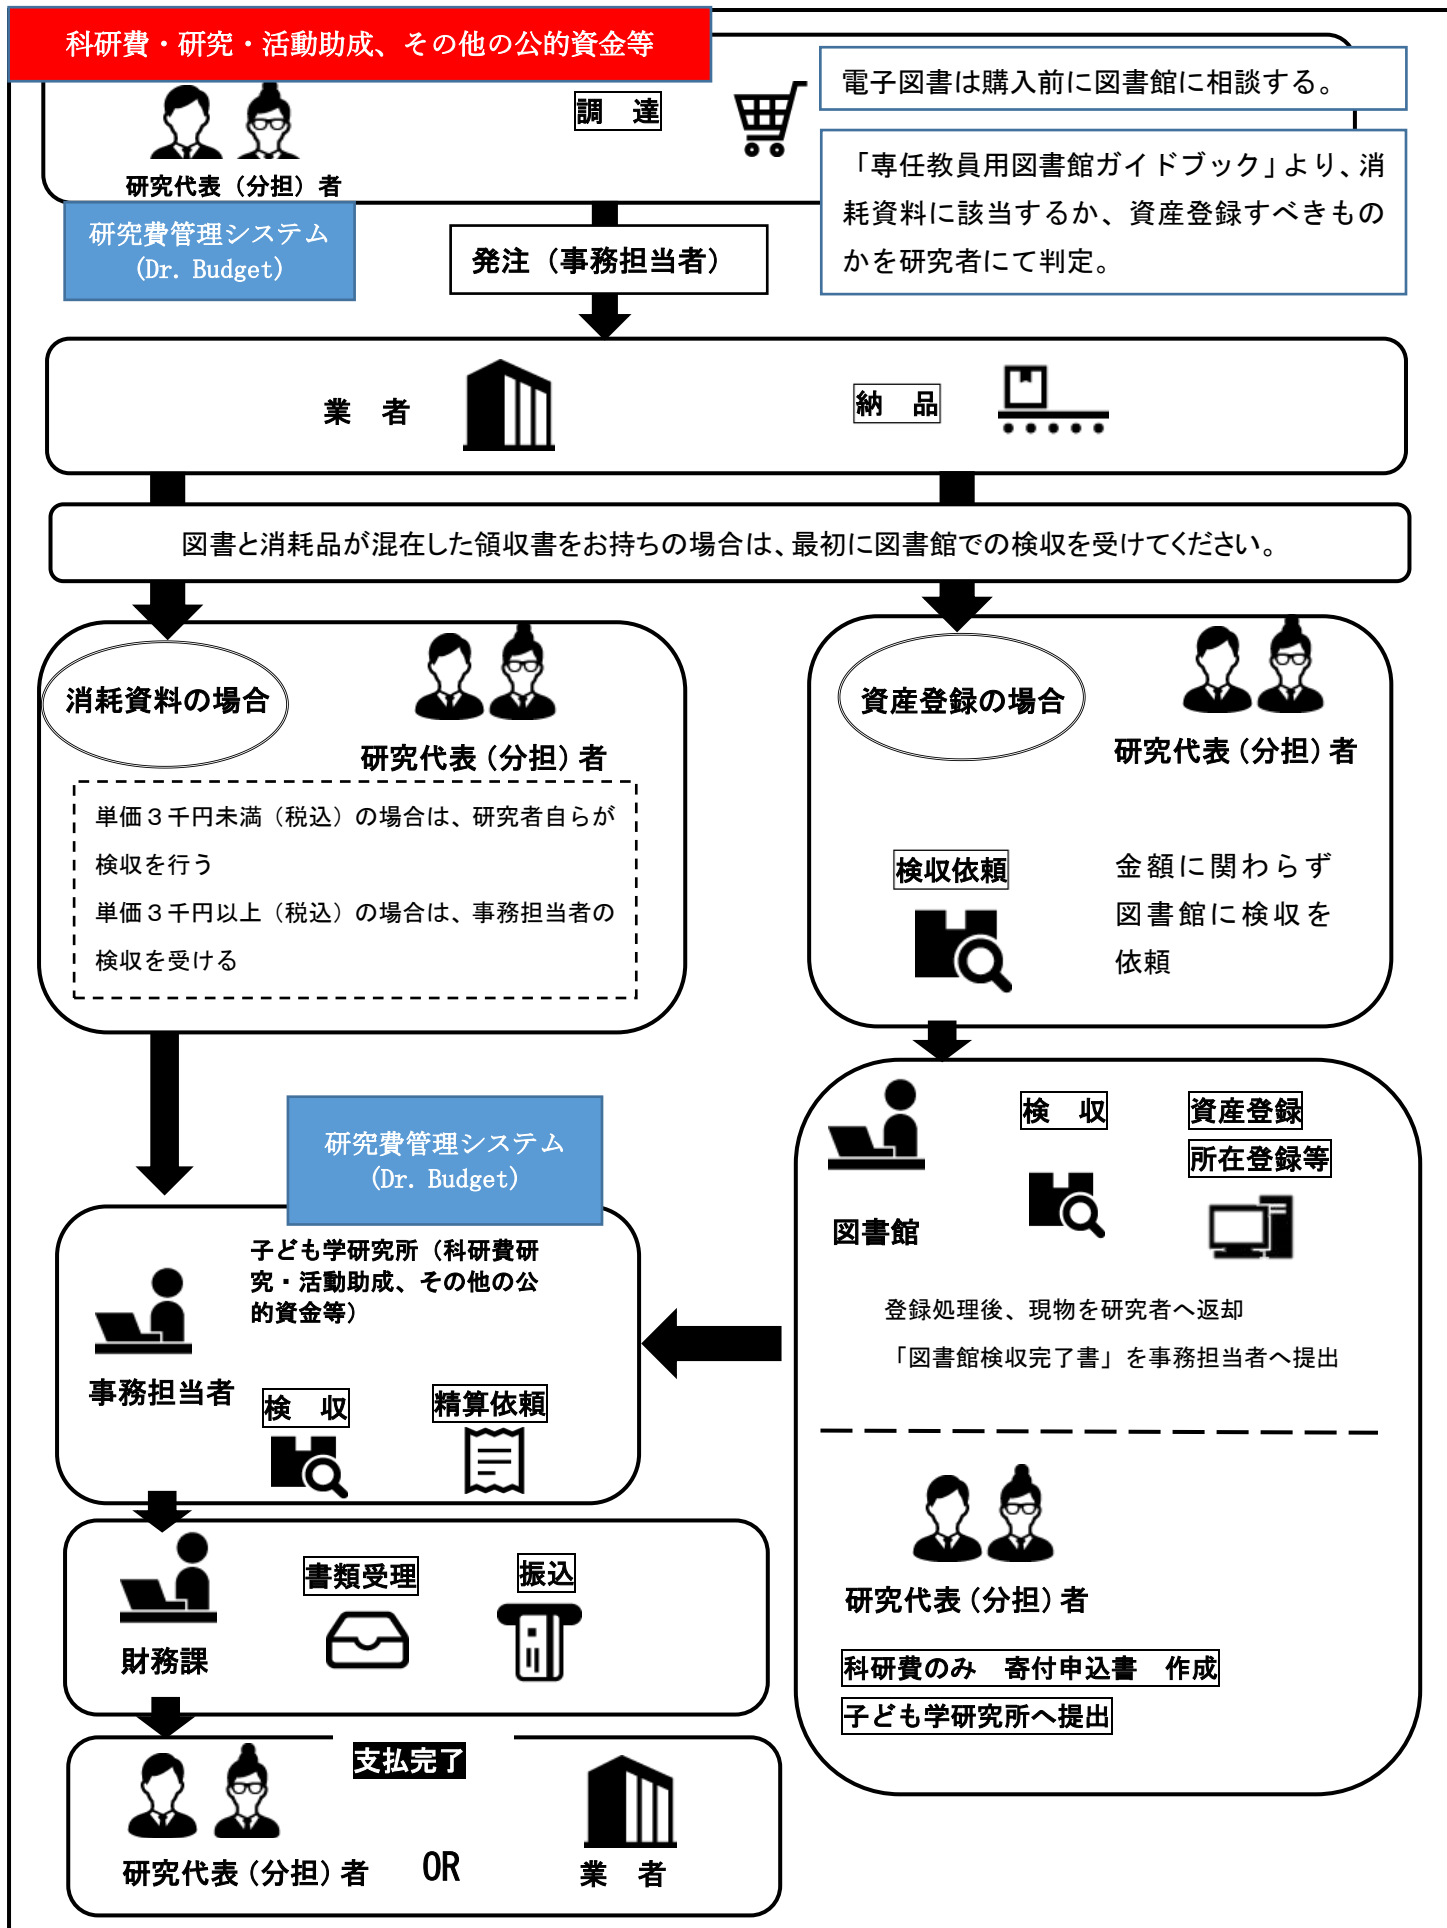 科研費・研究・活動助成、その他の公的資金等
調　達
電子図書は購入前に図書館に相談する。
研究代表（分担）者
「専任教員用図書館ガイドブック」より、消
耗資料に該当するか、資産登録すべきもの
かを研究者にて判定。
研究費管理システム
(Dr. Budget)
発注（事務担当者）
業　者
納　品
図書と消耗品が混在した領収書をお持ちの場合は、最初に図書館での検収を受けてください。
消耗資料の場合
研究代表（分担）者
単価３千円未満（税込）の場合は、研究者自らが
検収を行う
単価３千円以上（税込）の場合は、事務担当者の
検収を受ける
資産登録の場合
研究代表（分担）者
検収依頼
金額に関わらず
図書館に検収を
依頼
研究費管理システム
(Dr. Budget)
子ども学研究所（科研費研
究・活動助成、その他の公
的資金等）
事務担当者
検　収
精算依頼
図書館
検　収
資産登録
所在登録等
登録処理後、現物を研究者へ返却
「図書館検収完了書」を事務担当者へ提出
研究代表（分担）者
科研費のみ　寄付申込書　作成
子ども学研究所へ提出
財務課
書類受理
振込
支払完了
研究代表（分担）者
OR
業　者